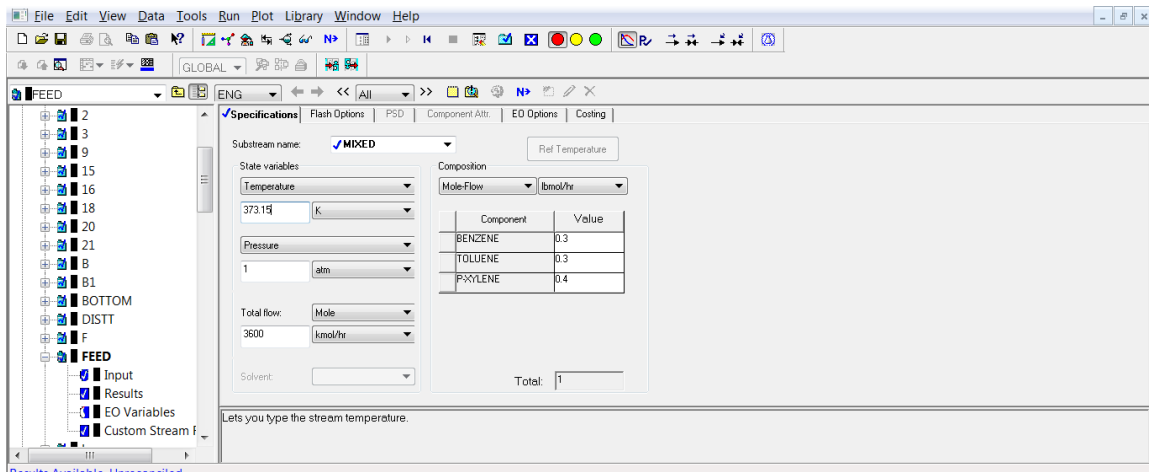 File Edit View Data Tools Run Plot Library Window Help
N>
GLOBAL
FEED
ENG
<< All >>
N>
2
3
9
15
16
18
20
21
B
B1
BOTTOM
DISTT
F
FEED
Input
Results
EO Variables
Custom Stream
Specifications Flash Options PSD Component Attr. EO Options Costing
Substream name: MIXED
Ref Temperature
State variables
Temperature
373.15 K
Pressure
1 atm
Total flow: Mole
3600 kmol/hr
Solvent:
Composition
Mole-Flow lbmol/hr
Component Value
BENZENE 0.3
TOLUENE 0.3
P-XYLENE 0.4
Total: 1
Lets you type the stream temperature.
Results Available, Unreconciled